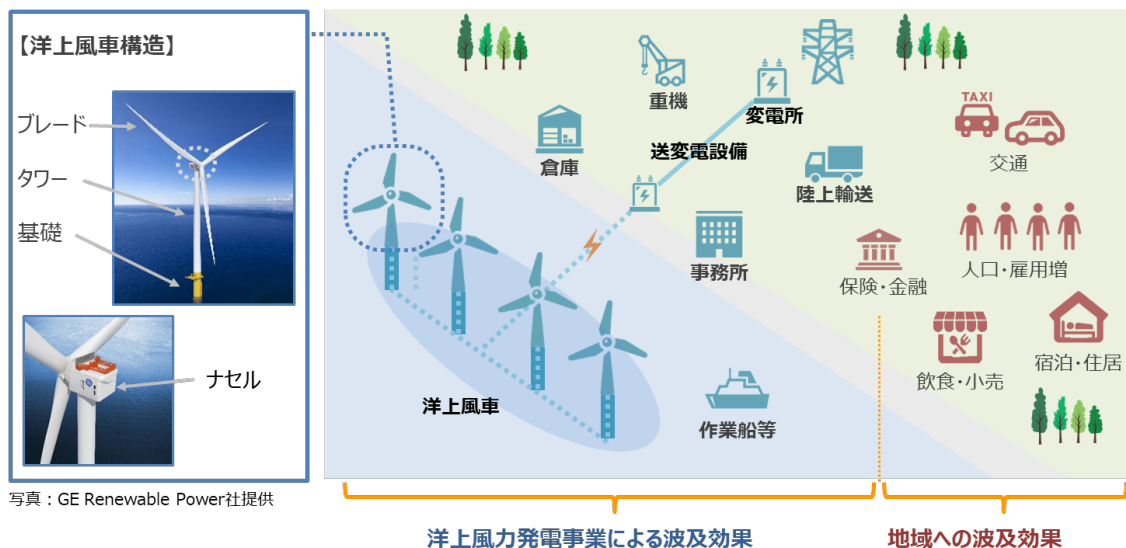 【洋上風車構造】
ブレード
タワー
基礎
ナセル
写真：GE Renewable Power社提供
重機
変電所
倉庫
送変電設備
陸上輸送
事務所
洋上風車
作業船等
TAXI
交通
人口・雇用増
保険・金融
飲食・小売
宿泊・住居
洋上風力発電事業による波及効果
地域への波及効果